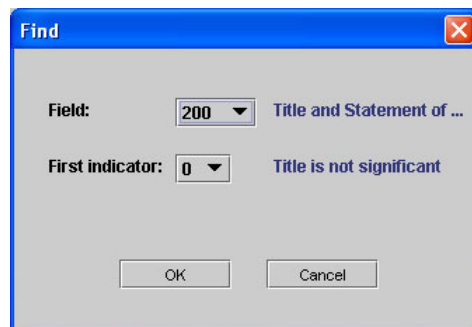 Find
Field: 200 Title and Statement of ...
First indicator: 0 Title is not significant
OK Cancel